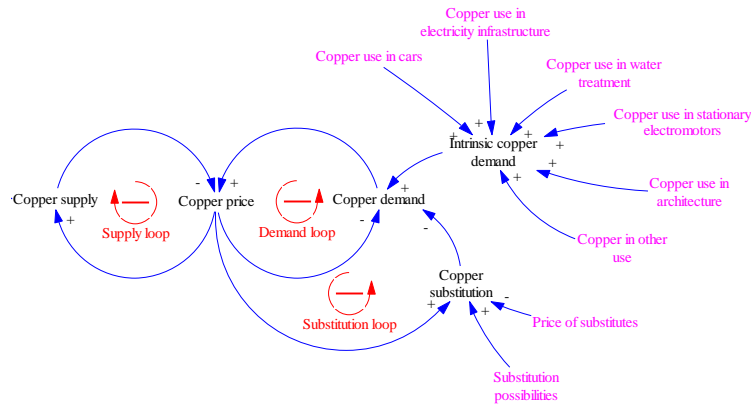 Copper use in
electricity infrastructure
Copper use in cars
Copper use in water
treatment
Copper use in stationary
electromotors
+
+
+
+
+
+
Intrinsic copper
demand
Copper use in
architecture
Copper in other
use
Copper supply
+
Supply loop
-
+
Copper price
Demand loop
Copper demand
+
-
-
Substitution loop
Copper
substitution
+
+
-
Price of substitutes
Substitution
possibilities